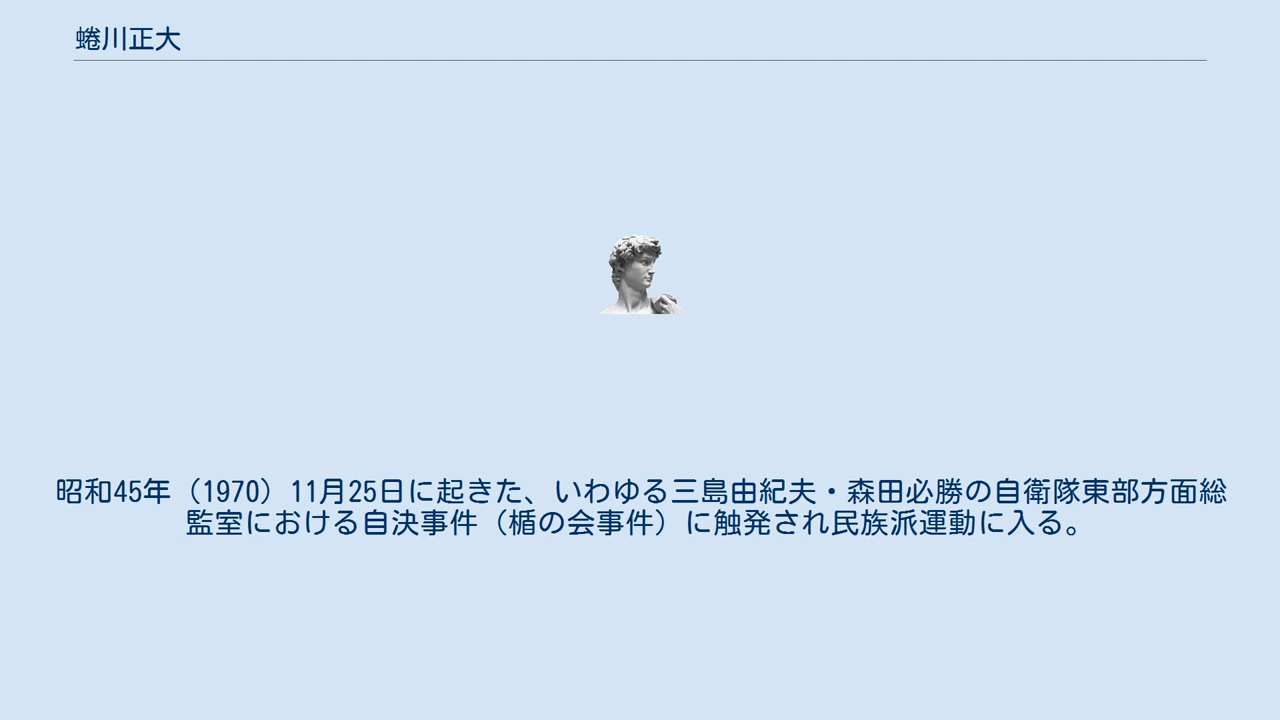 蜷川正大
昭和45年（1970）11月25日に起きた、いわゆる三島由紀夫・森田必勝の自衛隊東部方面総
監室における自決事件（楯の会事件）に触発され民族派運動に入る。